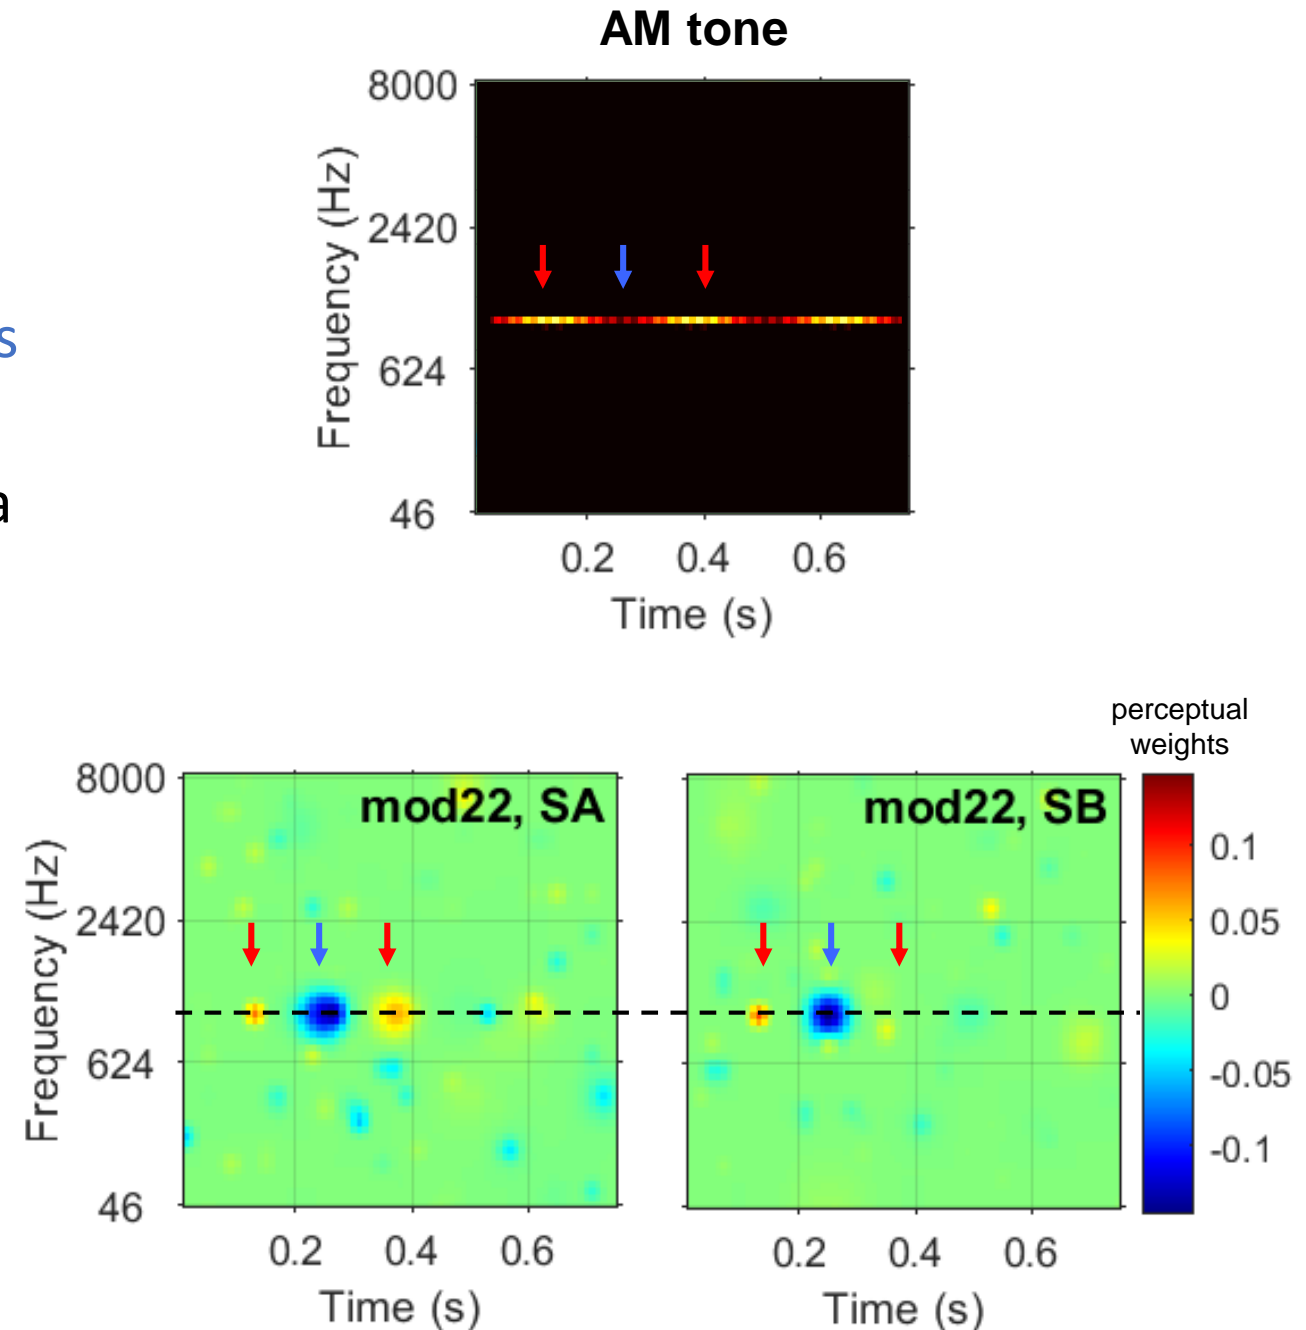 AM tone
8000
2420
624
46
Frequency (Hz)
0.2 0.4 0.6
Time (s)
s
a
perceptual
weights
mod22, SA
8000
2420
624
46
Frequency (Hz)
0.2 0.4 0.6
Time (s)
mod22, SB
0.2 0.4 0.6
Time (s)
0.1
0.05
0
-0.05
-0.1